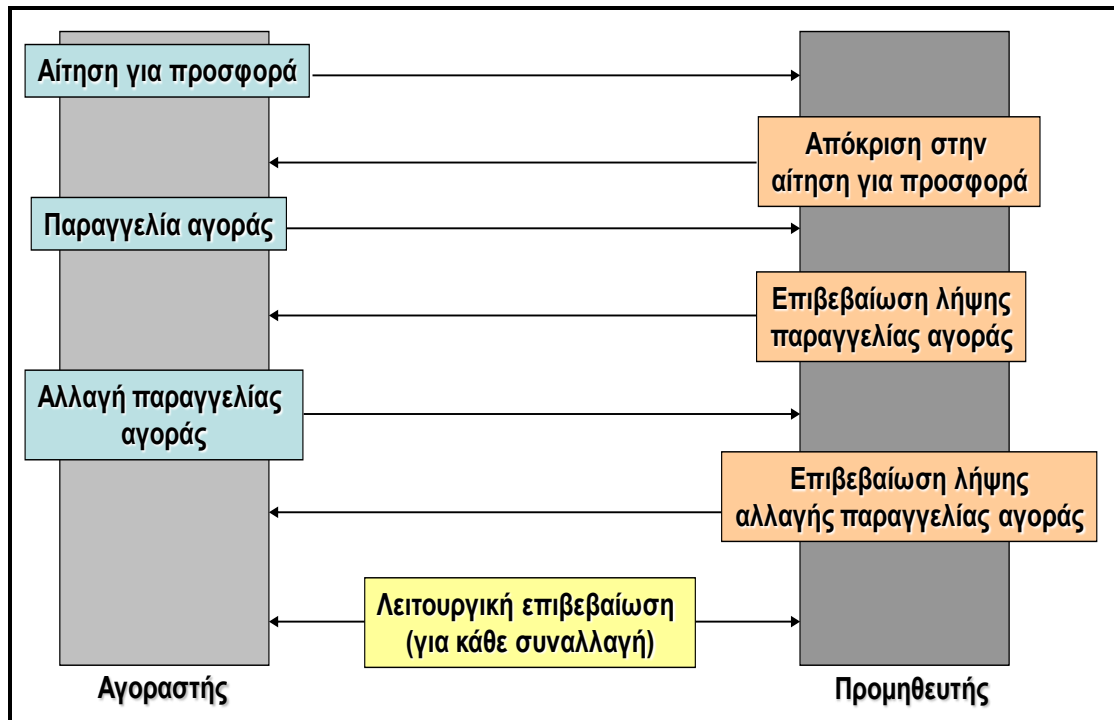 Αίτηση για προσφορά
Απόκριση στην
αίτηση για προσφορά
Παραγγελία αγοράς
Επιβεβαίωση λήψης
παραγγελίας αγοράς
Αλλαγή παραγγελίας
αγοράς
Επιβεβαίωση λήψης
αλλαγής παραγγελίας αγοράς
Λειτουργική επιβεβαίωση
(για κάθε συναλλαγή)
Αγοραστής
Προμηθευτής